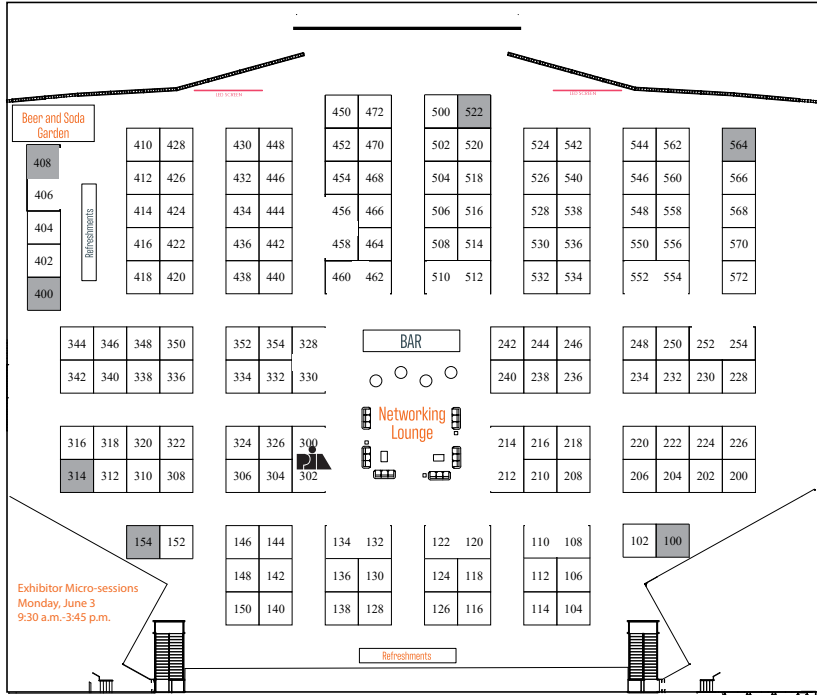 LED SCREEN
LED SCREEN
450 472
500 522
Beer and Soda
Garden
410 428
430 448
452 470
502 520
524 542
544 562
564
408
412 426
432 446
454 468
504 518
526 540
546 560
566
406
414 424
434 444
456 466
506 516
528 538
548 558
568
404
Refreshments
416 422
436 442
458 464
508 514
530 536
550 556
570
402
418 420
438 440
460 462
510 512
532 534
552 554
572
400
344 346 348 350
352 354 328
BAR
242 244 246
248 250 252 254
342 340 338 336
334 332 330
240 238 236
234 232 230 228
Networking
Lounge
316 318 320 322
324 326 300
214 216 218
220 222 224 226
PIA
314 312 310 308
306 304 302
212 210 208
206 204 202 200
154 152
146 144
134 132
122 120
110 108
102 100
148 142
136 130
124 118
112 106
150 140
138 128
126 116
114 104
Exhibitor Micro-sessions
Monday, June 3
9:30 a.m.-3:45 p.m.
Refreshments